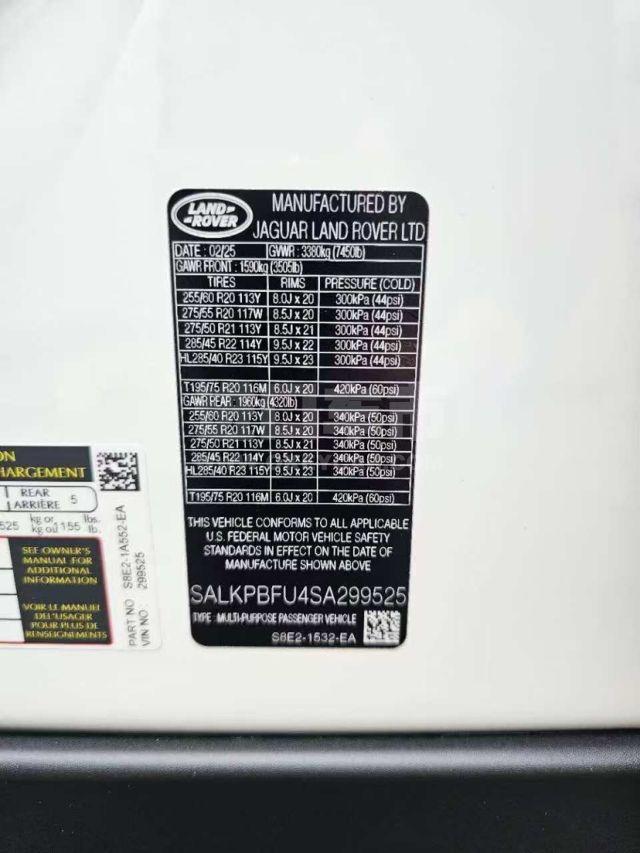 LAND-
-ROVER
MANUFACTURED BY
JAGUAR LAND ROVER LTD
DATE: 02/25 GVWR: 3380kg (7450lb)
GAWR FRONT: 1590kg (3505lb)
TIRES RIMS PRESSURE (COLD)
255/60 R20 113Y 8.0J x 20 300kPa (44psi)
275/55 R20 117W 8.5J x 20 300kPa (44psi)
275/50 R21 113Y 8.5J x 21 300kPa (44psi)
285/45 R22 114Y 9.5J x 22 300kPa (44psi)
HL285/40 R23 115Y 9.5J x 23 300kPa (44psi)
T195/75 R20 116M 6.0J x 20 420kPa (60psi)
GAWR REAR: 1960kg (4320lb)
255/60 R20 113Y 8.0J x 20 340kPa (50psi)
275/55 R20 117W 8.5J x 20 340kPa (50psi)
275/50 R21 113Y 8.5J x 21 340kPa (50psi)
285/45 R22 114Y 9.5J x 22 340kPa (50psi)
HL285/40 R23 115Y 9.5J x 23 340kPa (50psi)
T195/75 R20 116M 6.0J x 20 420kPa (60psi)
THIS VEHICLE CONFORMS TO ALL APPLICABLE
U.S. FEDERAL MOTOR VEHICLE SAFETY
STANDARDS IN EFFECT ON THE DATE OF
MANUFACTURE SHOWN ABOVE
SALKPBFU4SA299525
TYPE: MULTI-PURPOSE PASSENGER VEHICLE
S8E2-1532-EA
REAR
ARRIÈRE 5
kg or
kg ou 155 lbs.
lb.
SEE OWNER'S
MANUAL FOR
ADDITIONAL
INFORMATION
VOIR LE MANUEL
DE L'USAGER
POUR PLUS DE
RENSEIGNEMENTS
PART NO S8E2-1A552-EA
VIN NO: 299525